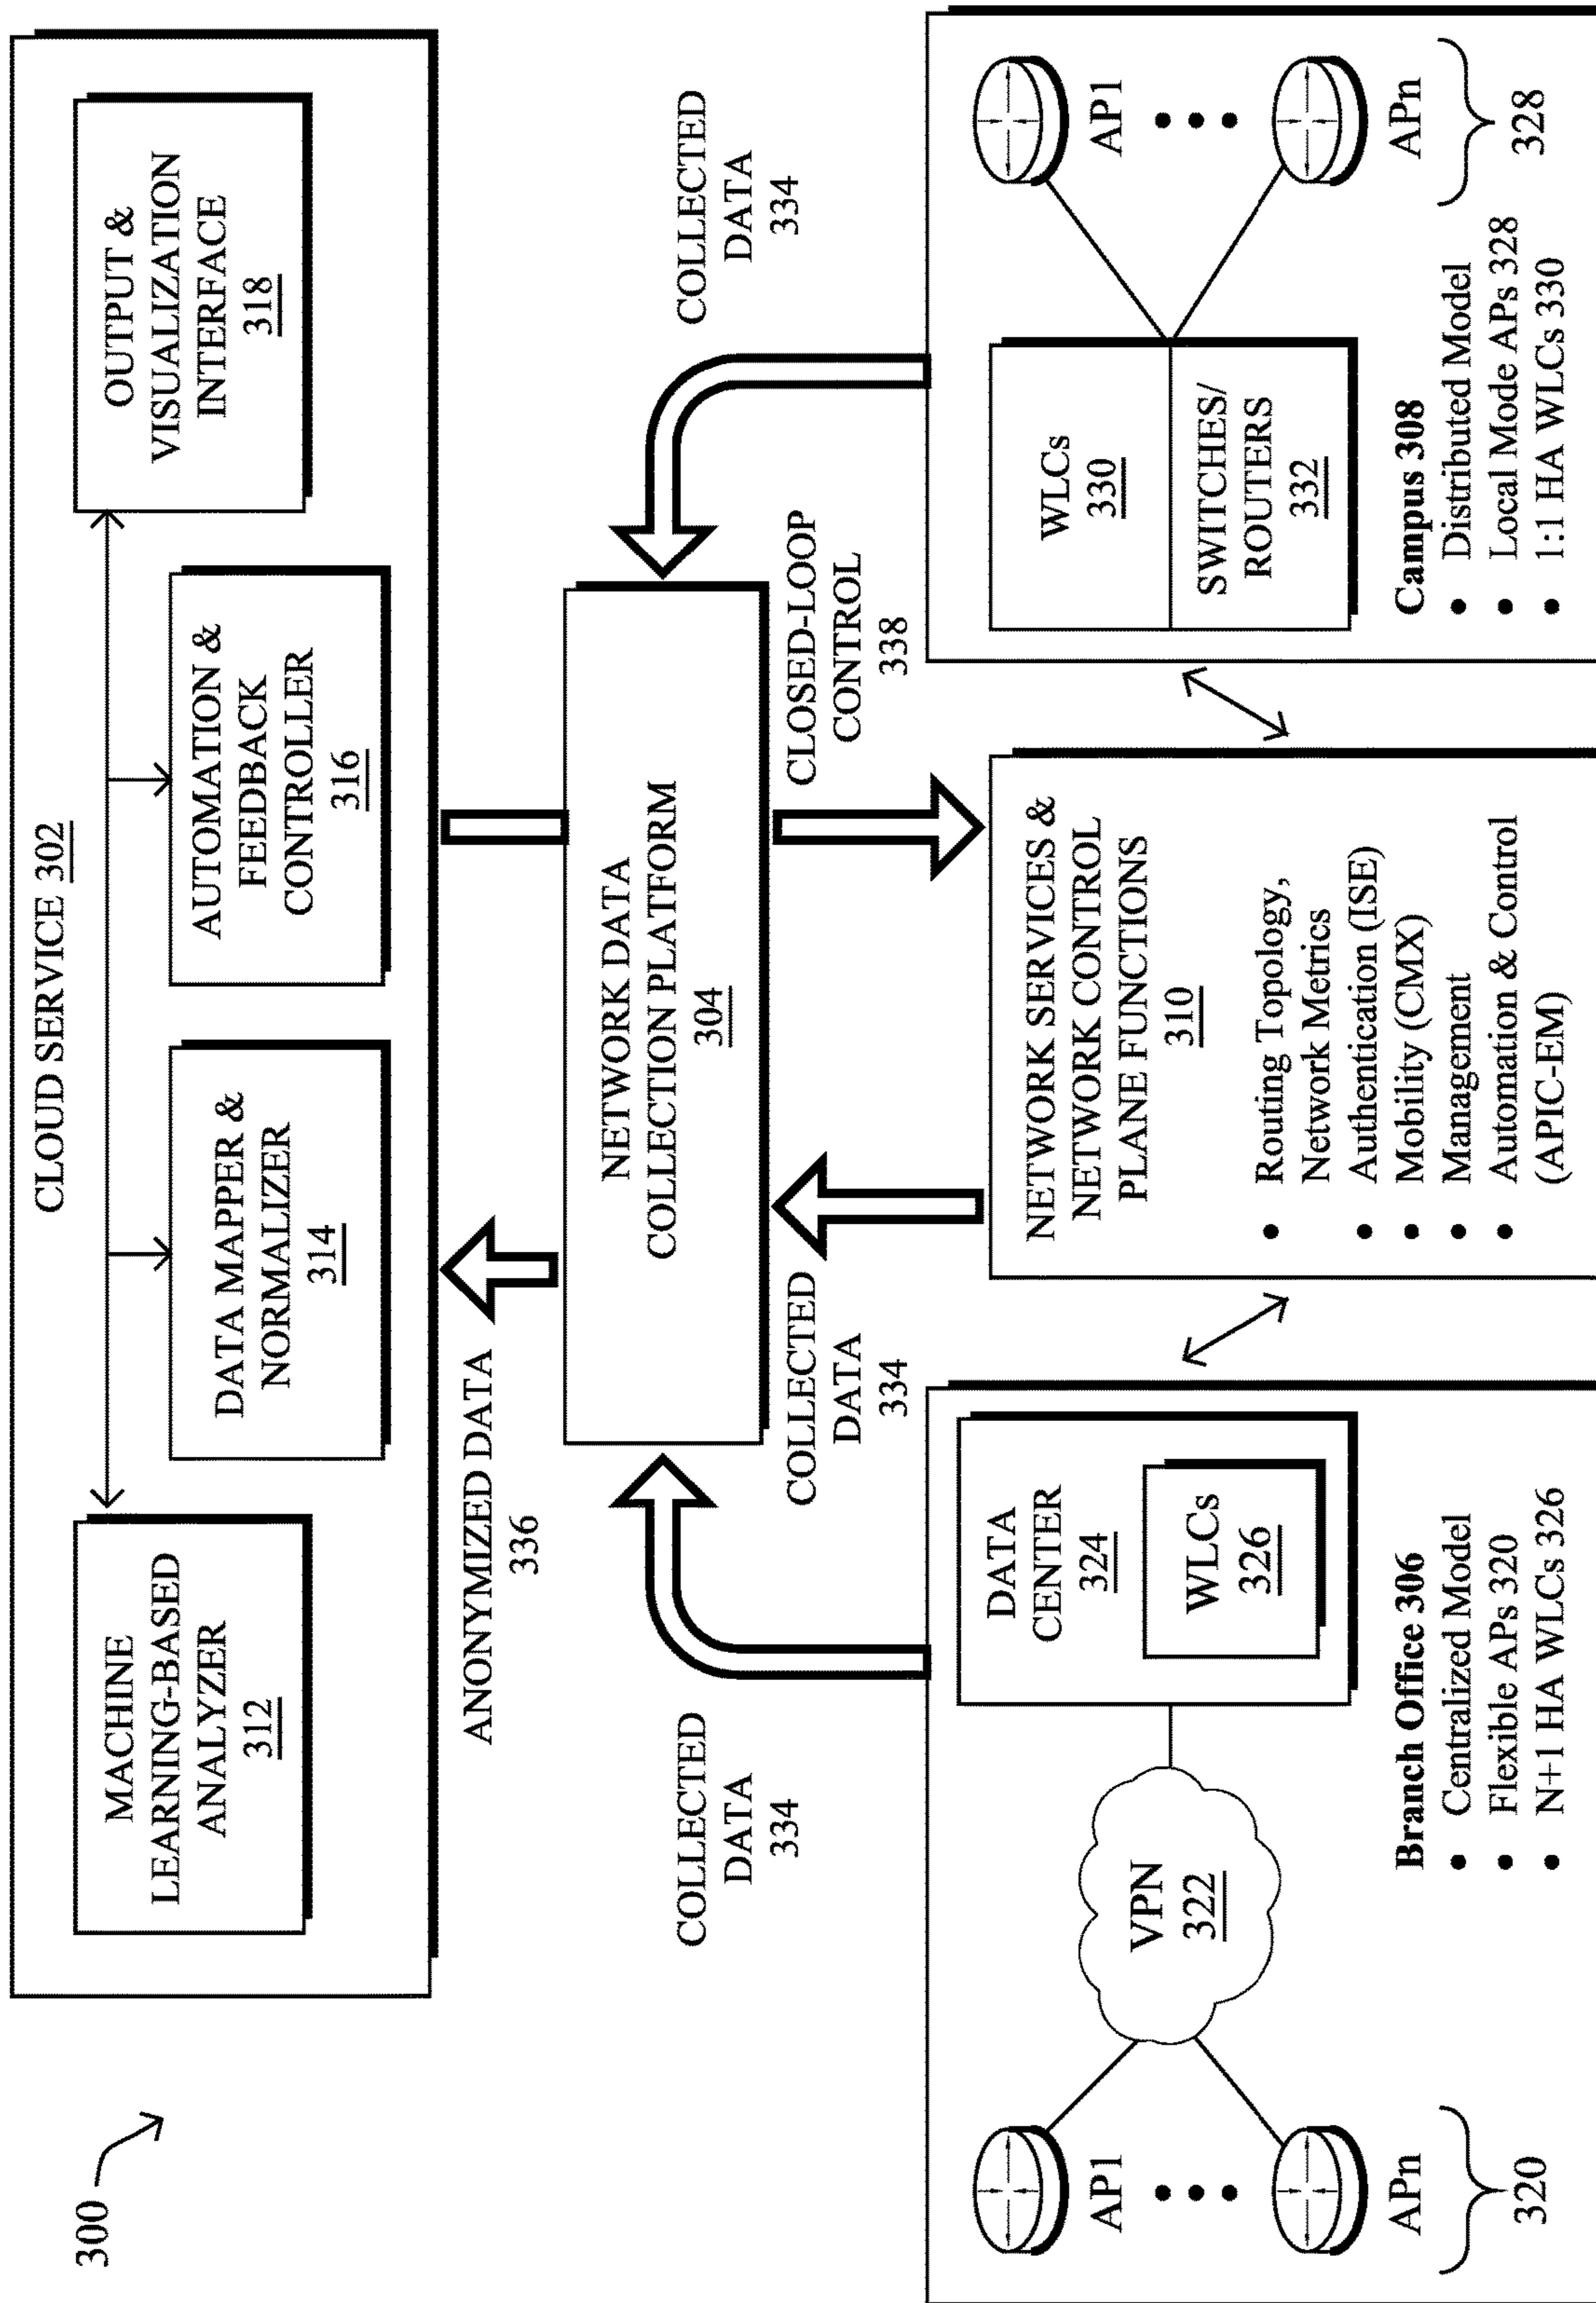 300
CLOUD SERVICE 302
MACHINE
LEARNING-BASED
ANALYZER
312
DATA MAPPER &
NORMALIZER
314
AUTOMATION &
FEEDBACK
CONTROLLER
316
OUTPUT &
VISUALIZATION
INTERFACE
318
ANONYMIZED DATA
336
COLLECTED
DATA
334
NETWORK DATA
COLLECTION PLATFORM
304
COLLECTED
DATA
334
COLLECTED
DATA
334
CLOSED-LOOP
CONTROL
338
AP1
APn
320
VPN
322
DATA
CENTER
324
WLCs
326
Branch Office 306
• Centralized Model
• Flexible APs 320
• N+1 HA WLCs 326
NETWORK SERVICES &
NETWORK CONTROL
PLANE FUNCTIONS
310
• Routing Topology,
Network Metrics
• Authentication (ISE)
• Mobility (CMX)
• Management
• Automation & Control
(APIC-EM)
WLCs
330
SWITCHES/
ROUTERS
332
AP1
APn
328
Campus 308
• Distributed Model
• Local Mode APs 328
• 1:1 HA WLCs 330